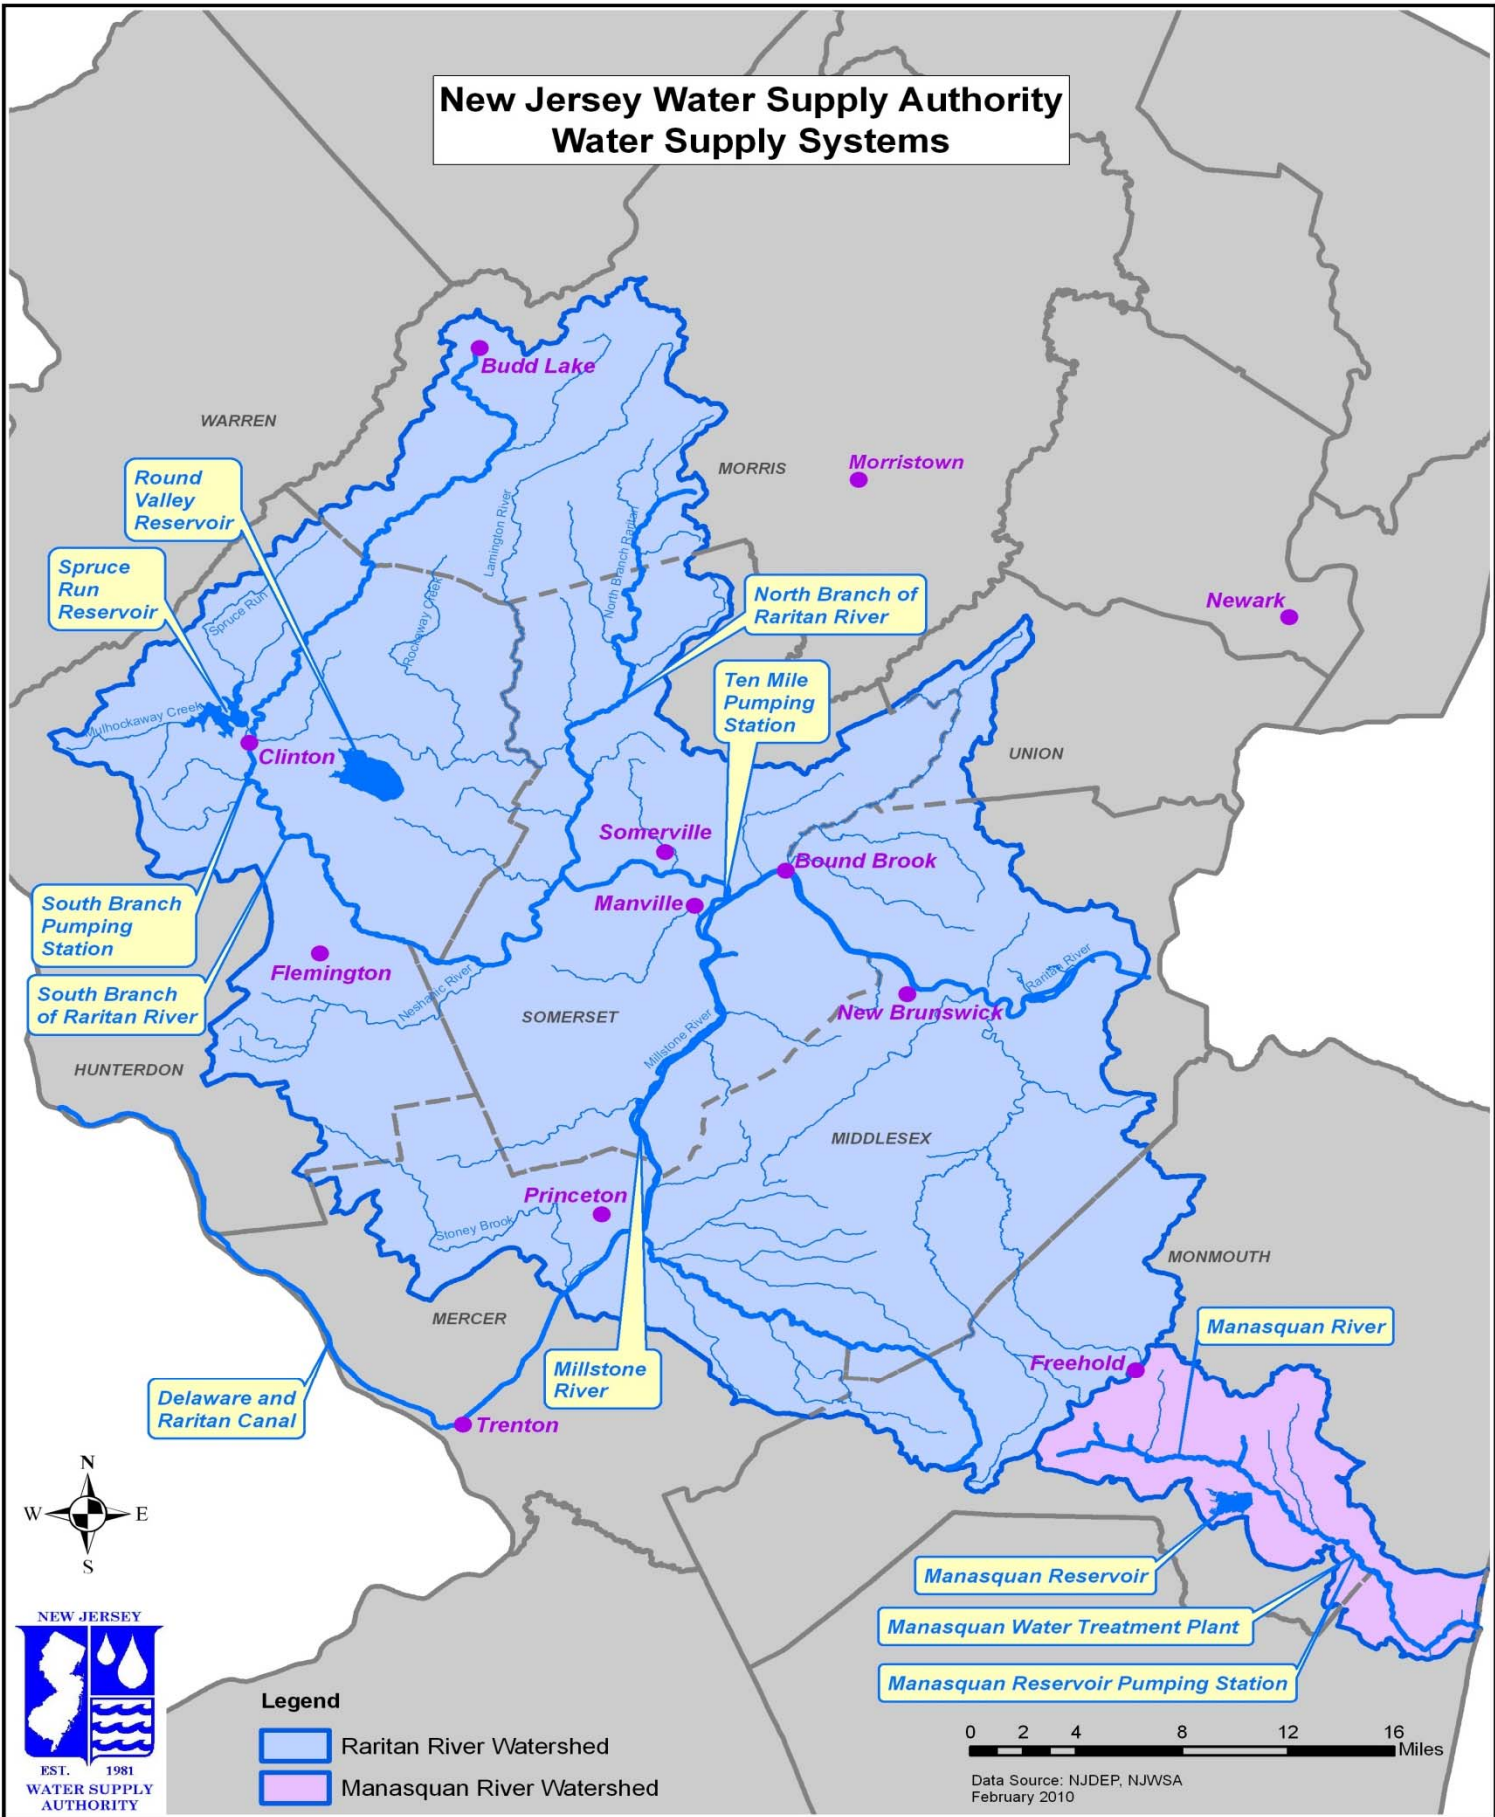 New Jersey Water Supply Authority
Water Supply Systems
Budd Lake
WARREN
MORRIS
Morristown
Round
Valley
Reservoir
Lamington River
North Branch Raritan
Spruce
Run
Reservoir
Spruce Run
Rockaway Creek
North Branch of
Raritan River
Newark
Ten Mile
Pumping
Station
Mulhockaway Creek
Clinton
UNION
Somerville
Bound Brook
South Branch
Pumping
Station
Manville
Flemington
South Branch
of Raritan River
Neshanic River
Raritan River
SOMERSET
New Brunswick
Millstone River
HUNTERDON
MIDDLESEX
Princeton
Stoney Brook
MONMOUTH
MERCER
Manasquan River
Millstone
River
Freehold
Delaware and
Raritan Canal
Trenton
N
W E
S
Manasquan Reservoir
Manasquan Water Treatment Plant
Manasquan Reservoir Pumping Station
NEW JERSEY
EST. 1981
WATER SUPPLY
AUTHORITY
Legend
Raritan River Watershed
Manasquan River Watershed
0 2 4 8 12 16
Miles
Data Source: NJDEP, NJWSA
February 2010